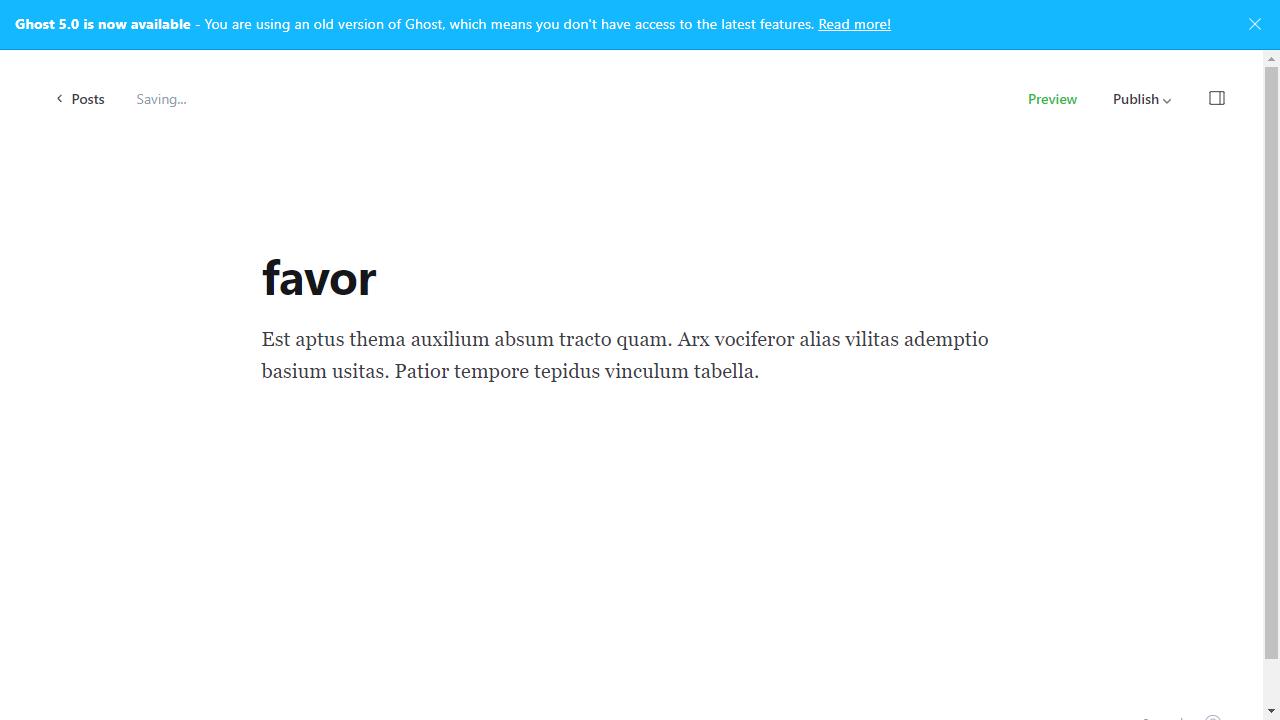 Ghost 5.0 is now available - You are using an old version of Ghost, which means you don't have access to the latest features. Read more!
Posts
Saving...
Preview
Publish
favor
Est aptus thema auxilium absum tracto quam. Arx vociferor alias vilitas ademptio
basium usitas. Patior tempore tepidus vinculum tabella.